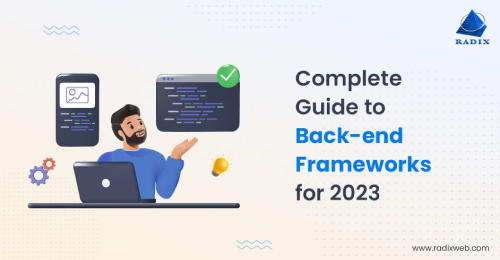 RADIX
Complete
Guide to
Back-end
Frameworks
for 2023
www.radixweb.com